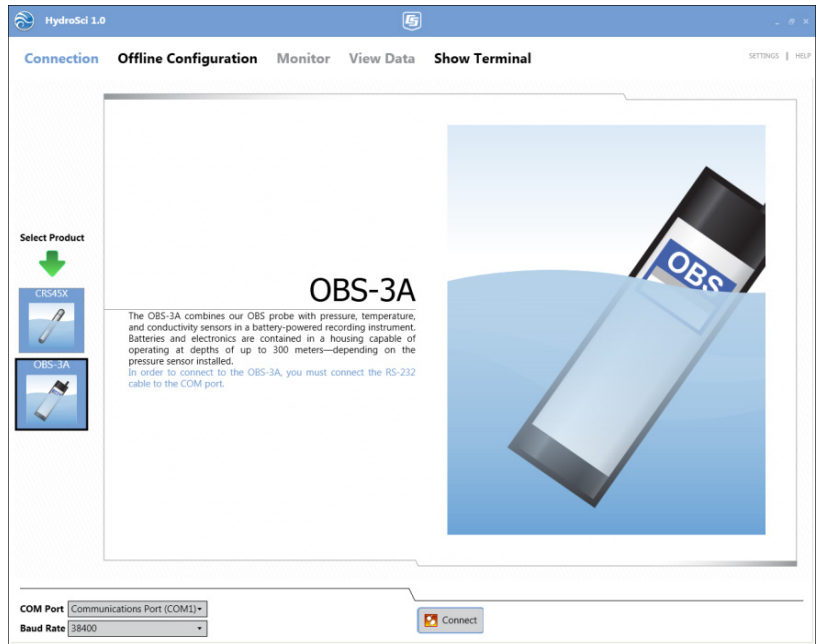 HydroSci 1.0
Connection Offline Configuration Monitor View Data Show Terminal SETTINGS | HELP
Select Product
CRS45X
OBS-3A
OBS-3A
The OBS-3A combines our OBS probe with pressure, temperature,
and conductivity sensors in a battery-powered recording instrument.
Batteries and electronics are contained in a housing capable of
operating at depths of up to 300 meters—depending on the
pressure sensor installed.
In order to connect to the OBS-3A, you must connect the RS-232
cable to the COM port.
OBS
COM Port Communications Port (COM1)
Baud Rate 38400
Connect